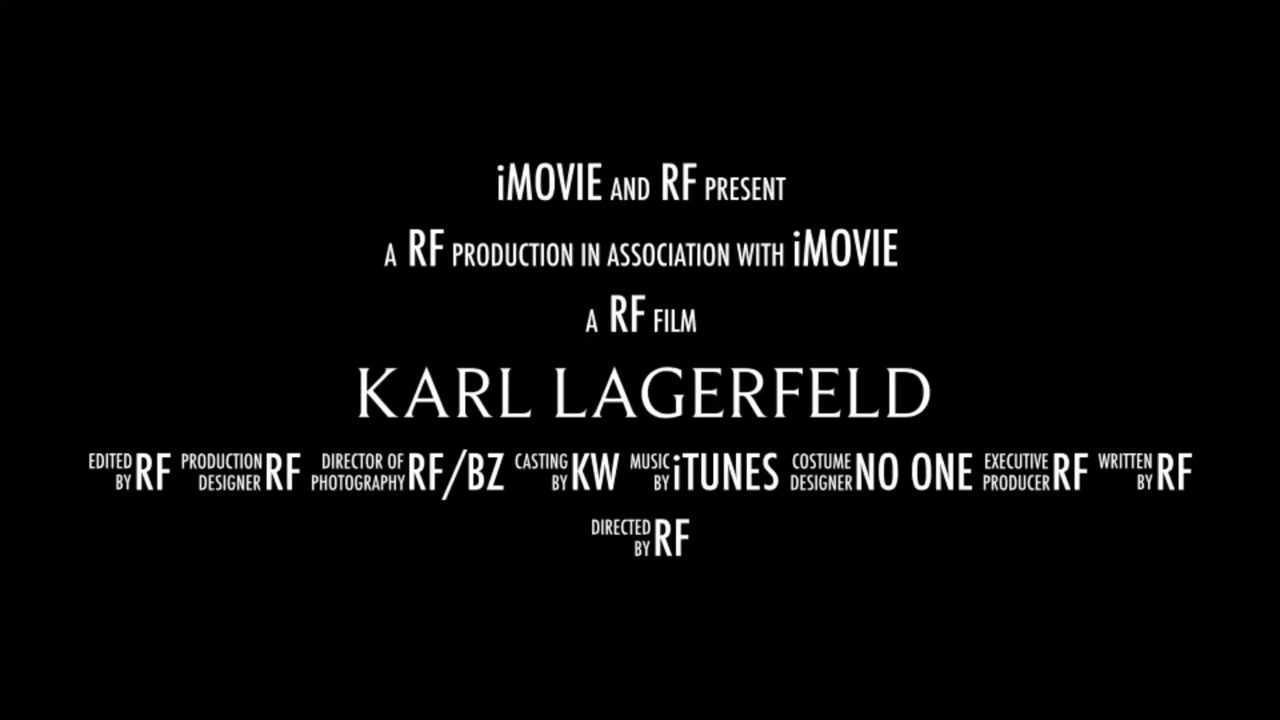 iMOVIE AND RF PRESENT
A RF PRODUCTION IN ASSOCIATION WITH iMOVIE
A RF FILM
KARL LAGERFELD
EDITED BY RF PRODUCTION DESIGNER RF DIRECTOR OF PHOTOGRAPHY RF/BZ CASTING BY KW MUSIC BY iTUNES COSTUME DESIGNER NO ONE EXECUTIVE PRODUCER RF WRITTEN BY RF
DIRECTED BY RF